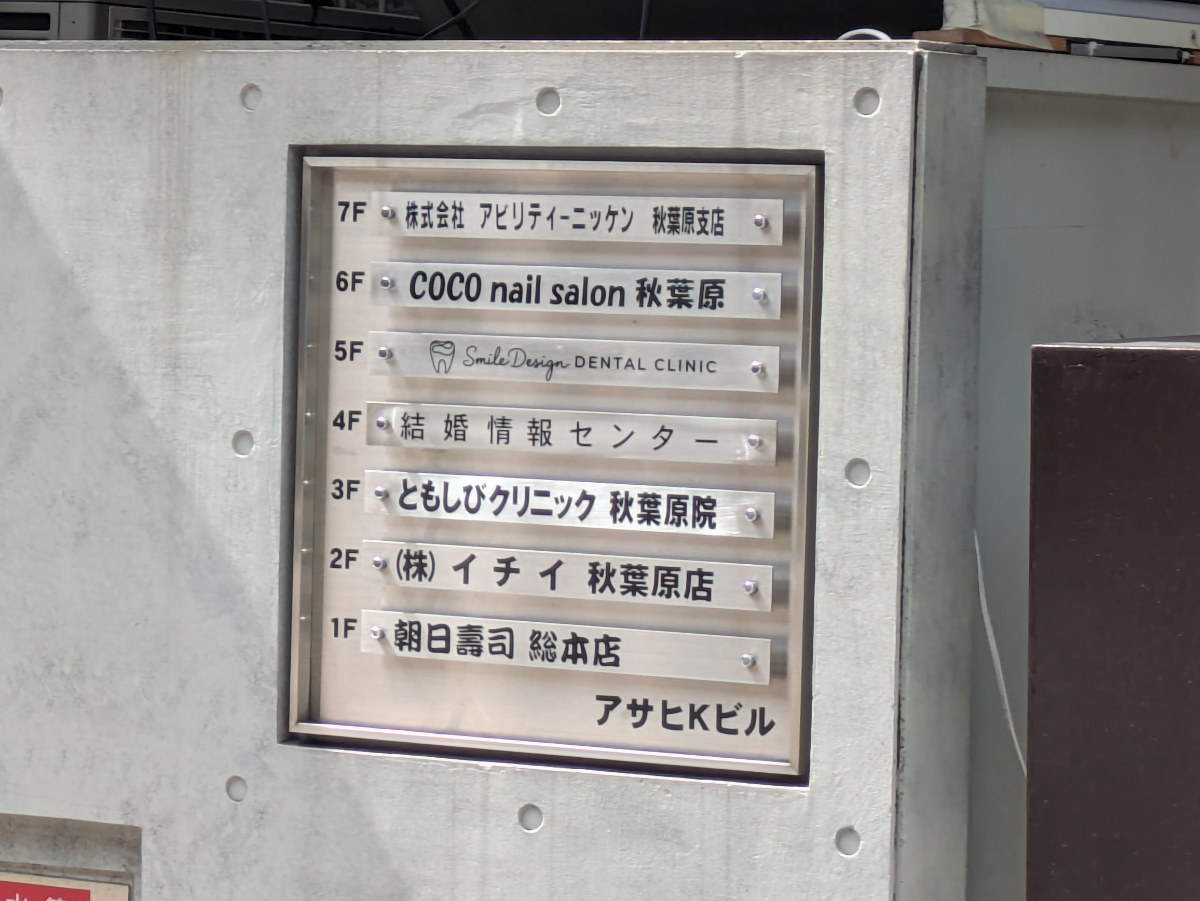 7F 株式会社 アビリティーニッケン 秋葉原支店
6F COCO nail salon 秋葉原
5F Smile Design DENTAL CLINIC
4F 結婚情報センター
3F ともしびクリニック 秋葉原院
2F (株) イチイ 秋葉原店
1F 朝日壽司 総本店
アサヒKビル